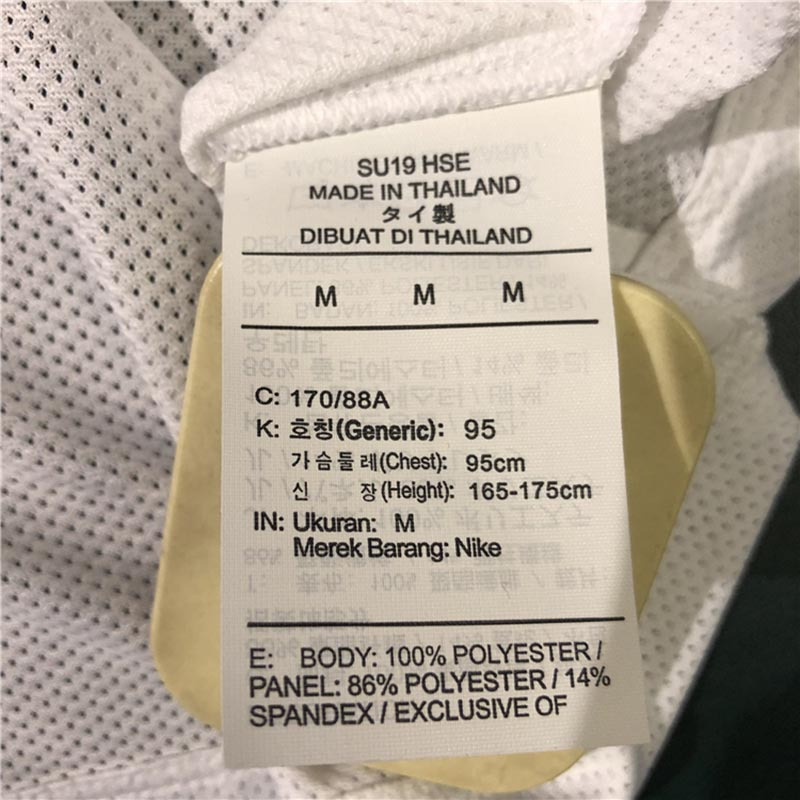 SU19 HSE
MADE IN THAILAND
タイ製
DIBUAT DI THAILAND
M M M
C: 170/88A
K: 호칭(Generic): 95
가슴둘레(Chest): 95cm
신 장(Height): 165-175cm
IN: Ukuran: M
Merek Barang: Nike
E: BODY: 100% POLYESTER /
PANEL: 86% POLYESTER / 14%
SPANDEX / EXCLUSIVE OF